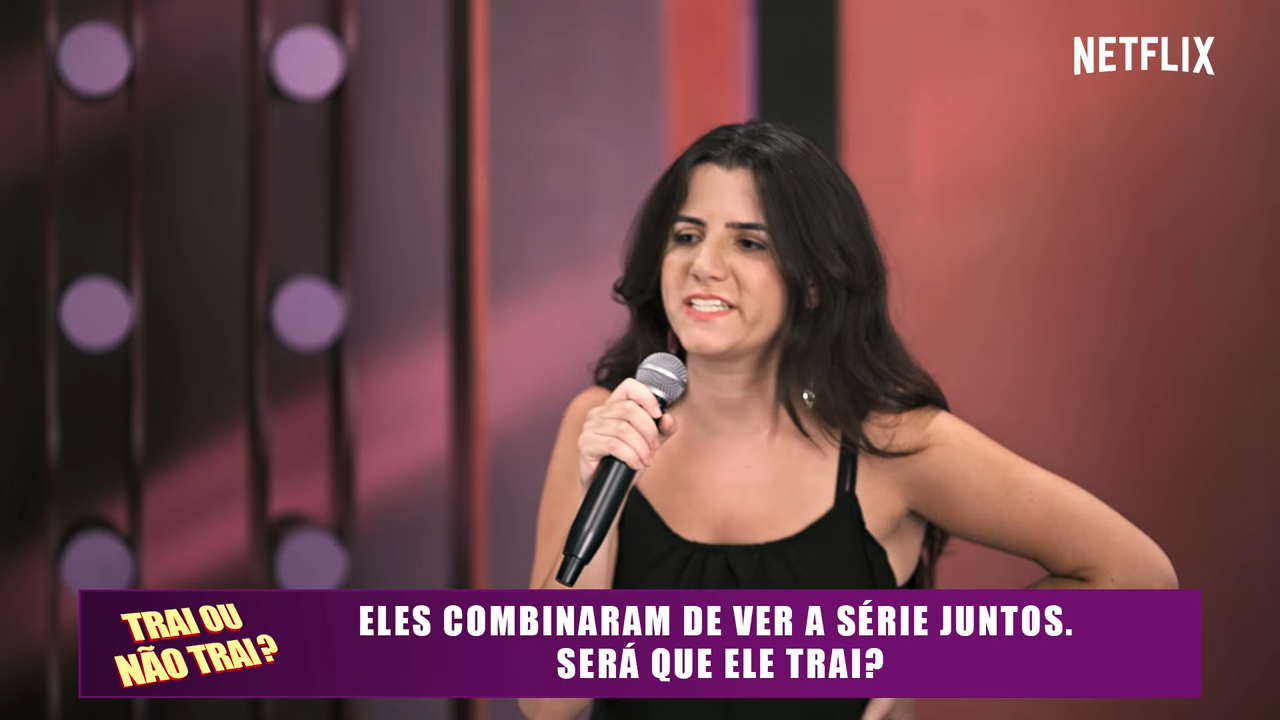 NETFLIX
TRAI OU
NÃO TRAI?
ELES COMBINARAM DE VER A SÉRIE JUNTOS.
SERÁ QUE ELE TRAI?